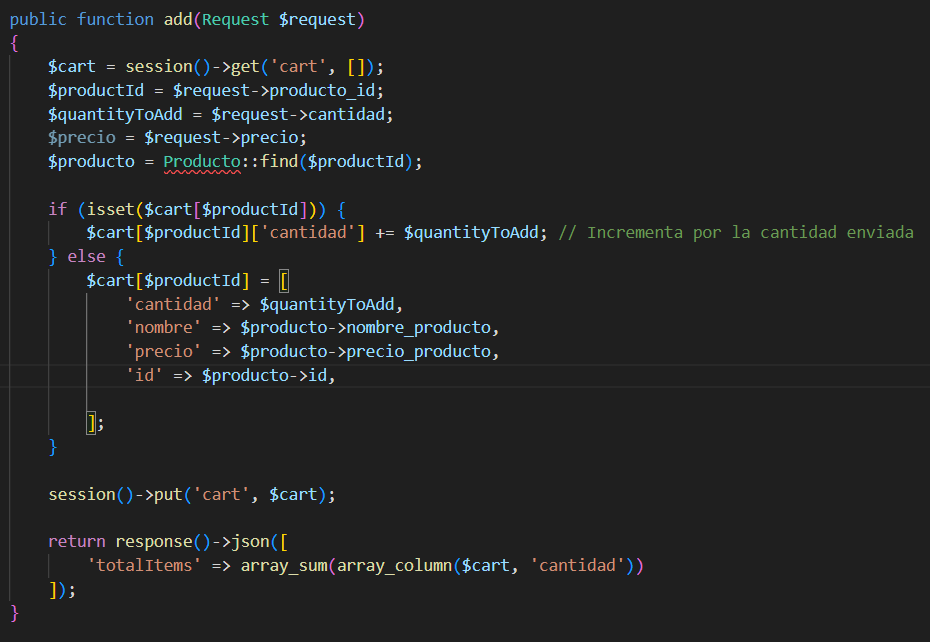 public function add(Request $request)
{
    $cart = session()->get('cart', []);
    $productId = $request->producto_id;
    $quantityToAdd = $request->cantidad;
    $precio = $request->precio;
    $producto = Producto::find($productId);

    if (isset($cart[$productId])) {
        $cart[$productId]['cantidad'] += $quantityToAdd; // Incrementa por la cantidad enviada
    } else {
        $cart[$productId] = [
            'cantidad' => $quantityToAdd,
            'nombre' => $producto->nombre_producto,
            'precio' => $producto->precio_producto,
            'id' => $producto->id,

        ];
    }

    session()->put('cart', $cart);

    return response()->json([
        'totalItems' => array_sum(array_column($cart, 'cantidad'))
    ]);
}